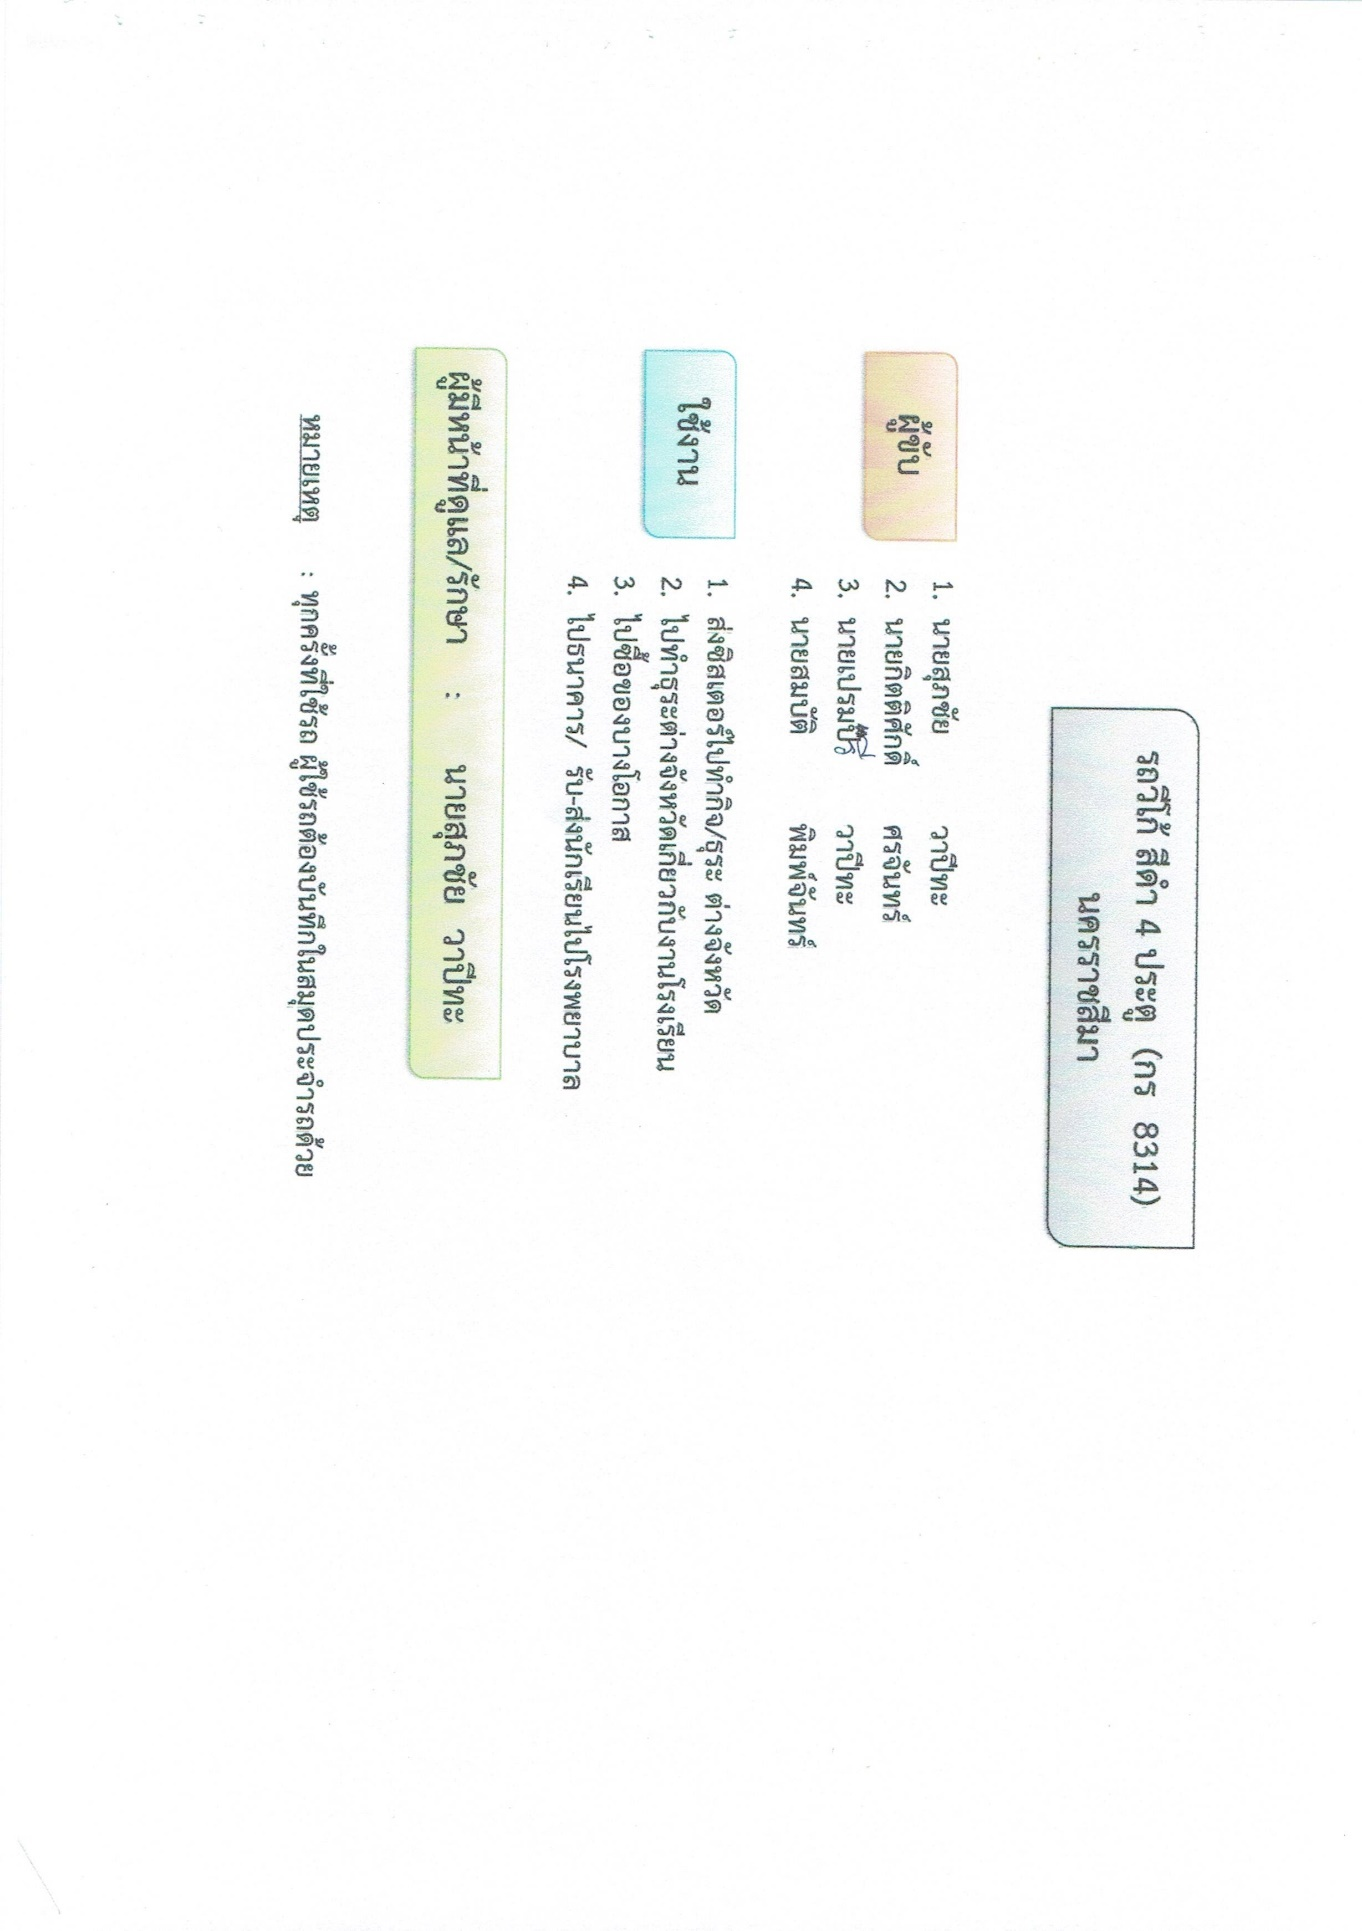 รถวีโก้ สีดำ 4 ประตู (กร 8314)
นครราชสีมา
ผู้ขับ
1. นายสุภชัย วาปีทะ
2. นายกิตติศักดิ์ ศรจันทร์
3. นายเปรมปรี วาปีทะ
4. นายสมบัติ พิมพ์จันทร์
ใช้งาน
1. ส่งซิสเตอร์ไปทำกิจ/ธุระ ต่างจังหวัด
2. ไปทำธุระต่างจังหวัดเกี่ยวกับงานโรงเรียน
3. ไปซื้อของบางโอกาส
4. ไปธนาคาร/ รับ-ส่งนักเรียนไปโรงพยาบาล
ผู้มีหน้าที่ดูแล/รักษา : นายสุภชัย วาปีทะ
หมายเหตุ : ทุกครั้งที่ใช้รถ ผู้ใช้รถต้องบันทึกในสมุดประจำรถด้วย